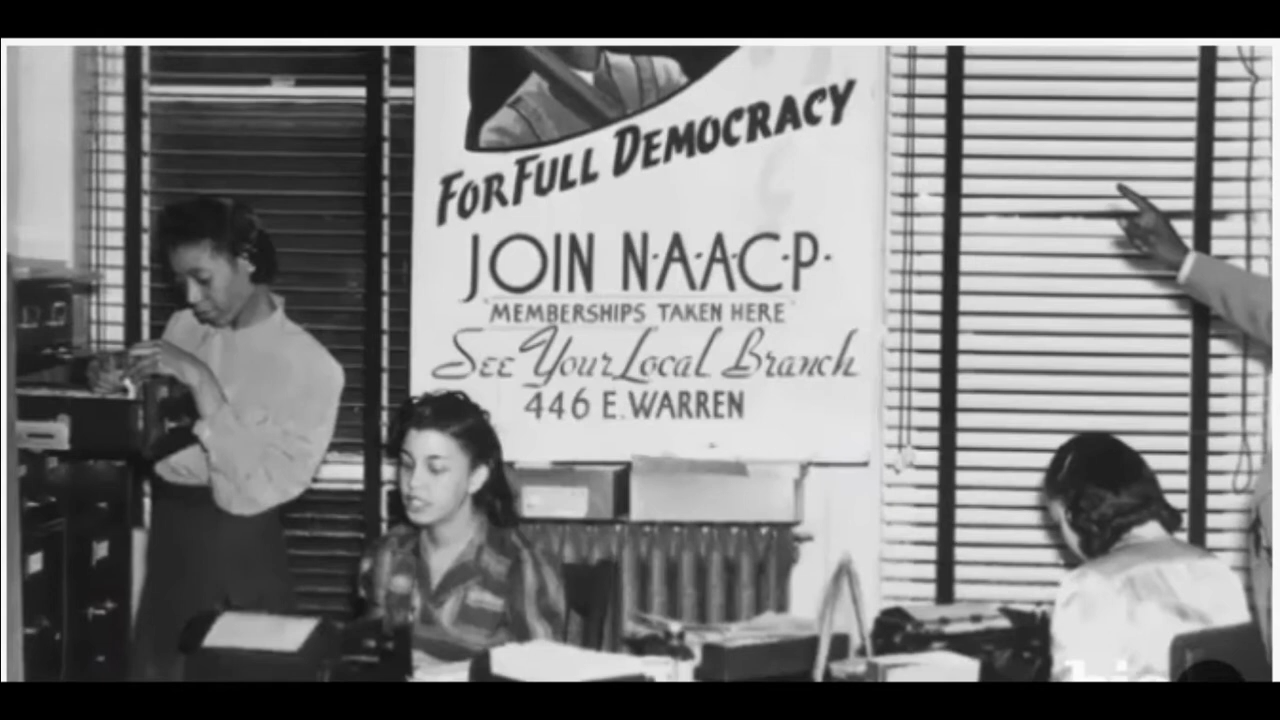 FOR FULL DEMOCRACY
JOIN N·A·A·C·P·
"MEMBERSHIPS TAKEN HERE"
See Your Local Branch
446 E. WARREN